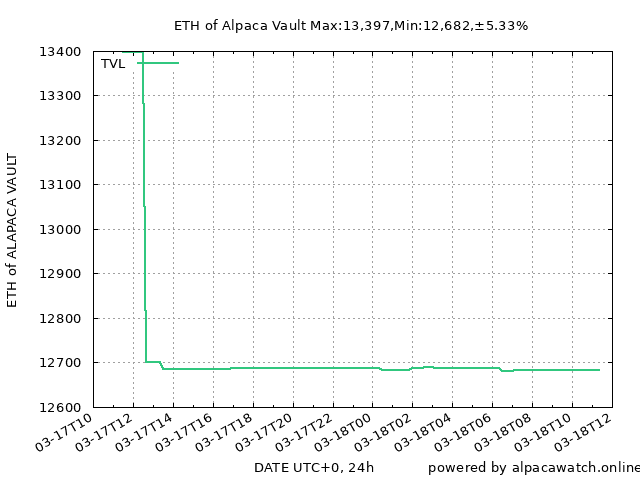 ETH of Alpaca Vault Max:13,397,Min:12,682,±5.33%
TVL
13400
13300
13200
13100
13000
12900
12800
12700
12600
ETH of ALAPACA VAULT
03-17T10
03-17T12
03-17T14
03-17T16
03-17T18
03-17T20
03-17T22
03-18T00
03-18T02
03-18T04
03-18T06
03-18T08
03-18T10
03-18T12
DATE UTC+0, 24h
powered by alpacawatch.online